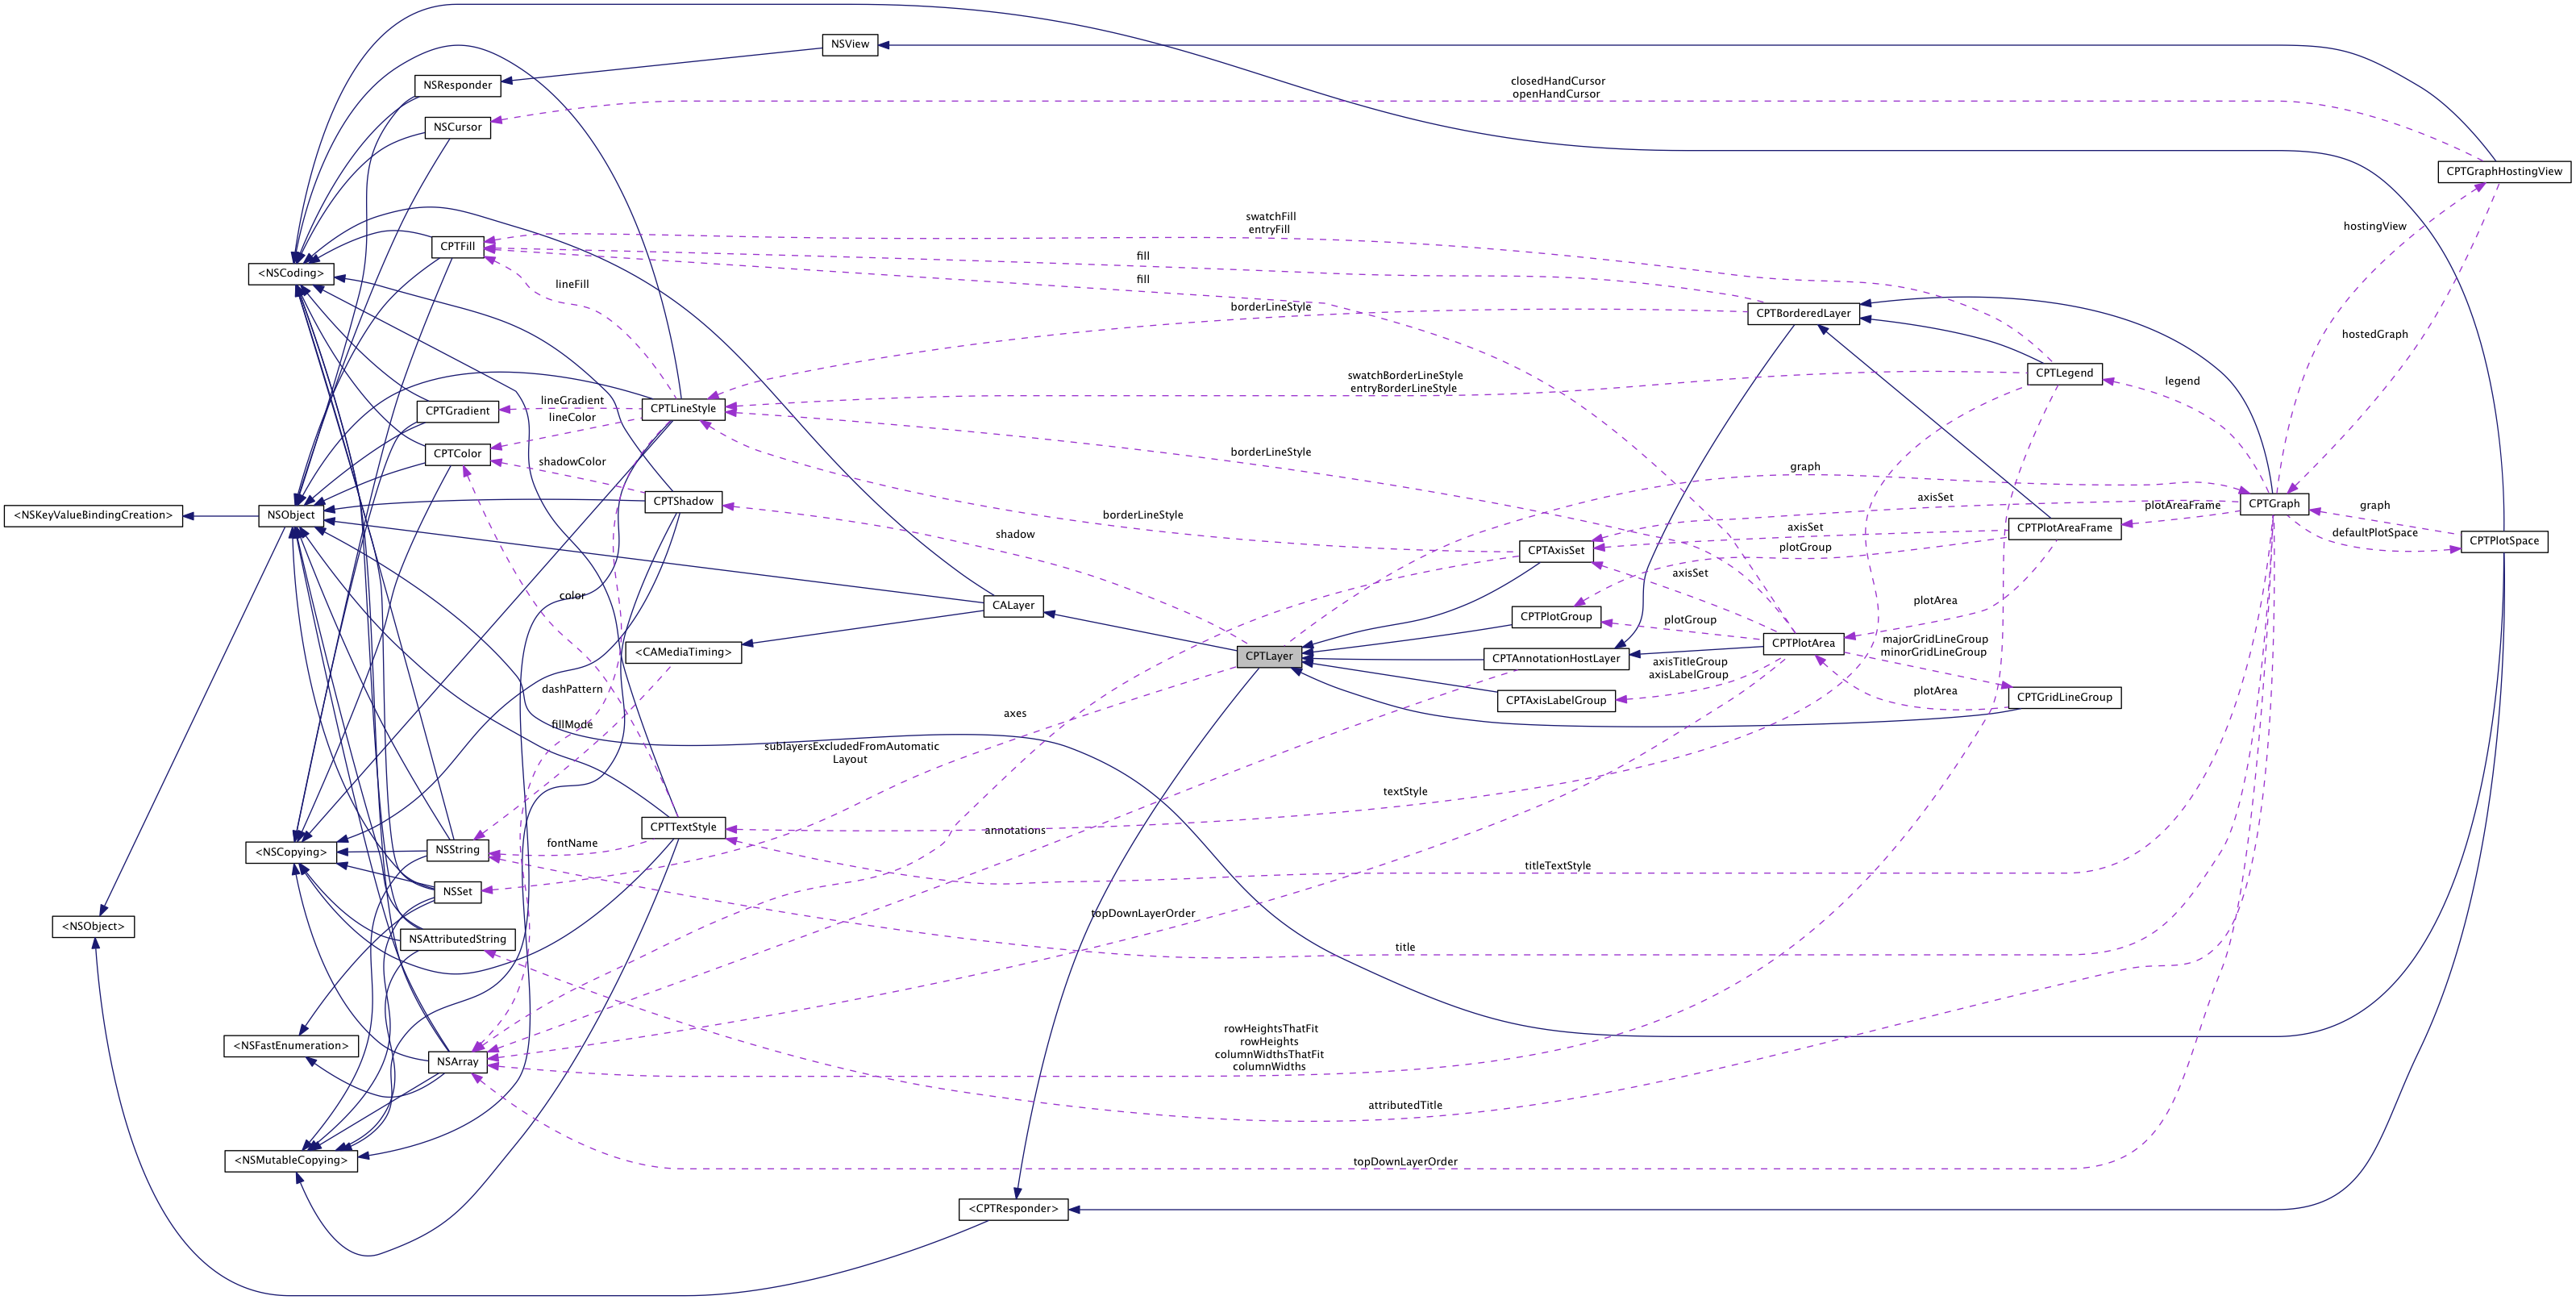 NSView
NSResponder
closedHandCursor
openHandCursor
NSCursor
CPTGraphHostingView
swatchFill
entryFill
hostingView
CPTFill
fill
<NSCoding>
lineFill
fill
borderLineStyle
CPTBorderedLayer
hostedGraph
swatchBorderLineStyle
entryBorderLineStyle
CPTLegend
legend
lineGradient
CPTLineStyle
CPTGradient
lineColor
CPTColor
shadowColor
borderLineStyle
graph
CPTShadow
axisSet
CPTGraph
plotAreaFrame
graph
<NSKeyValueBindingCreation>
NSObject
borderLineStyle
axisSet
CPTPlotAreaFrame
defaultPlotSpace
CPTPlotSpace
shadow
CPTAxisSet
plotGroup
axisSet
color
CALayer
plotArea
CPTPlotGroup
plotGroup
<CAMediaTiming>
CPTLayer
CPTAnnotationHostLayer
CPTPlotArea
majorGridLineGroup
minorGridLineGroup
axisTitleGroup
axisLabelGroup
dashPattern
CPTAxisLabelGroup
plotArea
CPTGridLineGroup
axes
fillMode
sublayersExcludedFromAutomatic
Layout
textStyle
CPTTextStyle
annotations
fontName
<NSCopying>
NSString
titleTextStyle
NSSet
topDownLayerOrder
<NSObject>
NSAttributedString
title
rowHeightsThatFit
rowHeights
columnWidthsThatFit
columnWidths
<NSFastEnumeration>
NSArray
attributedTitle
<NSMutableCopying>
topDownLayerOrder
<CPTResponder>